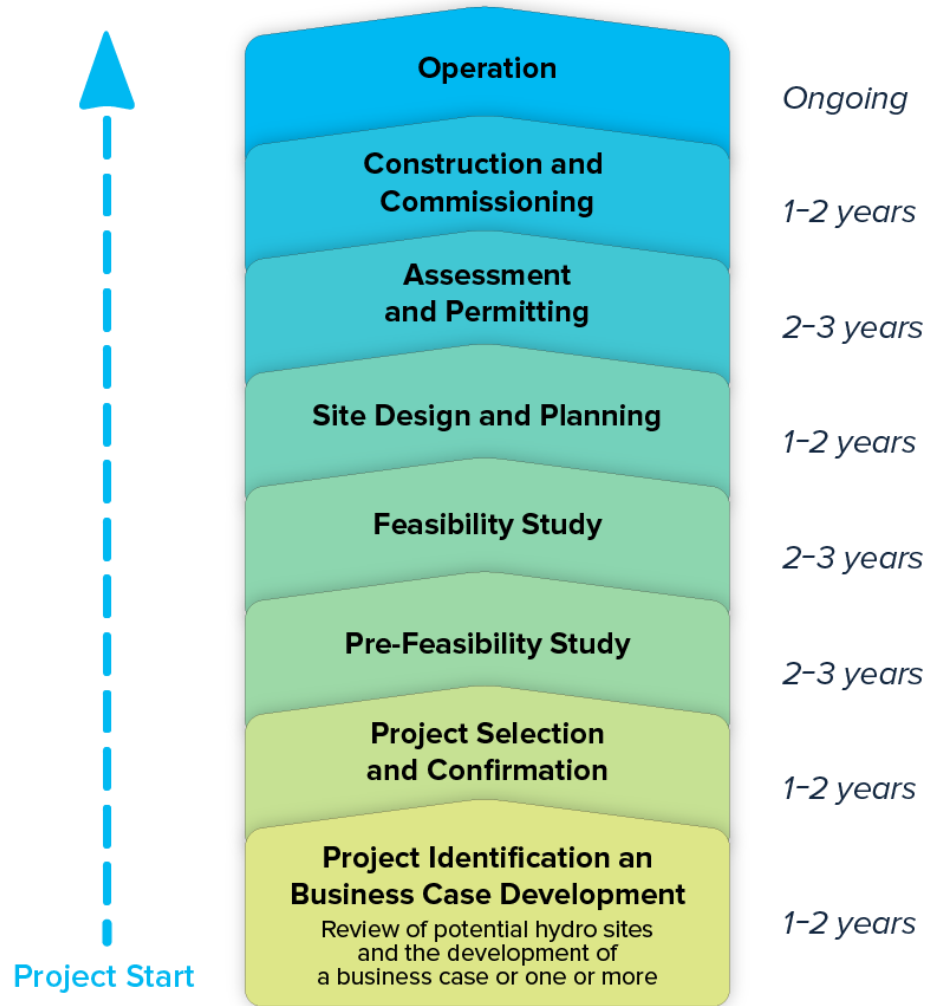 Operation
Ongoing
Construction and
Commissioning
1–2 years
Assessment
and Permitting
2–3 years
Site Design and Planning
1–2 years
Feasibility Study
2–3 years
Pre-Feasibility Study
2–3 years
Project Selection
and Confirmation
1–2 years
Project Identification an
Business Case Development
Review of potential hydro sites
and the development of
a business case or one or more
1–2 years
Project Start